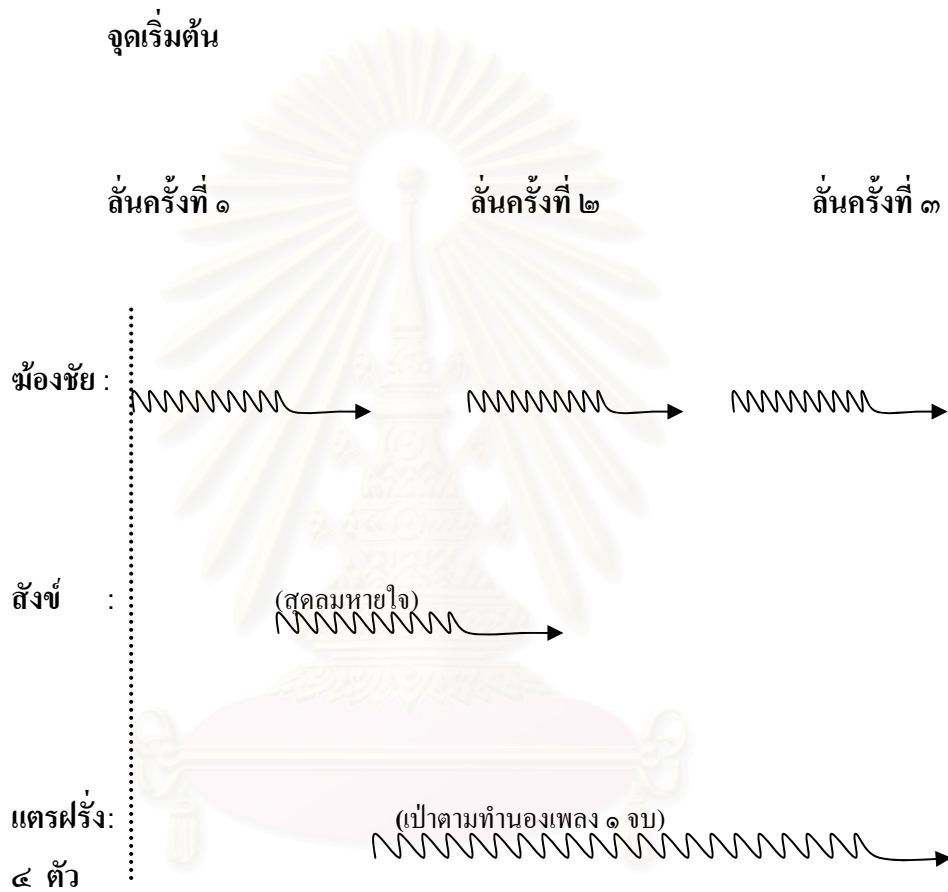 จุดเริ่มต้น
ลั่นครั้งที่ ๑ ลั่นครั้งที่ ๒ ลั่นครั้งที่ ๓
ฆ้องชัย :
สังข์ : (สุดลมหายใจ)
แตรฝรั่ง: (เป่าตามทำนองเพลง ๑ จบ)
๔ ตัว